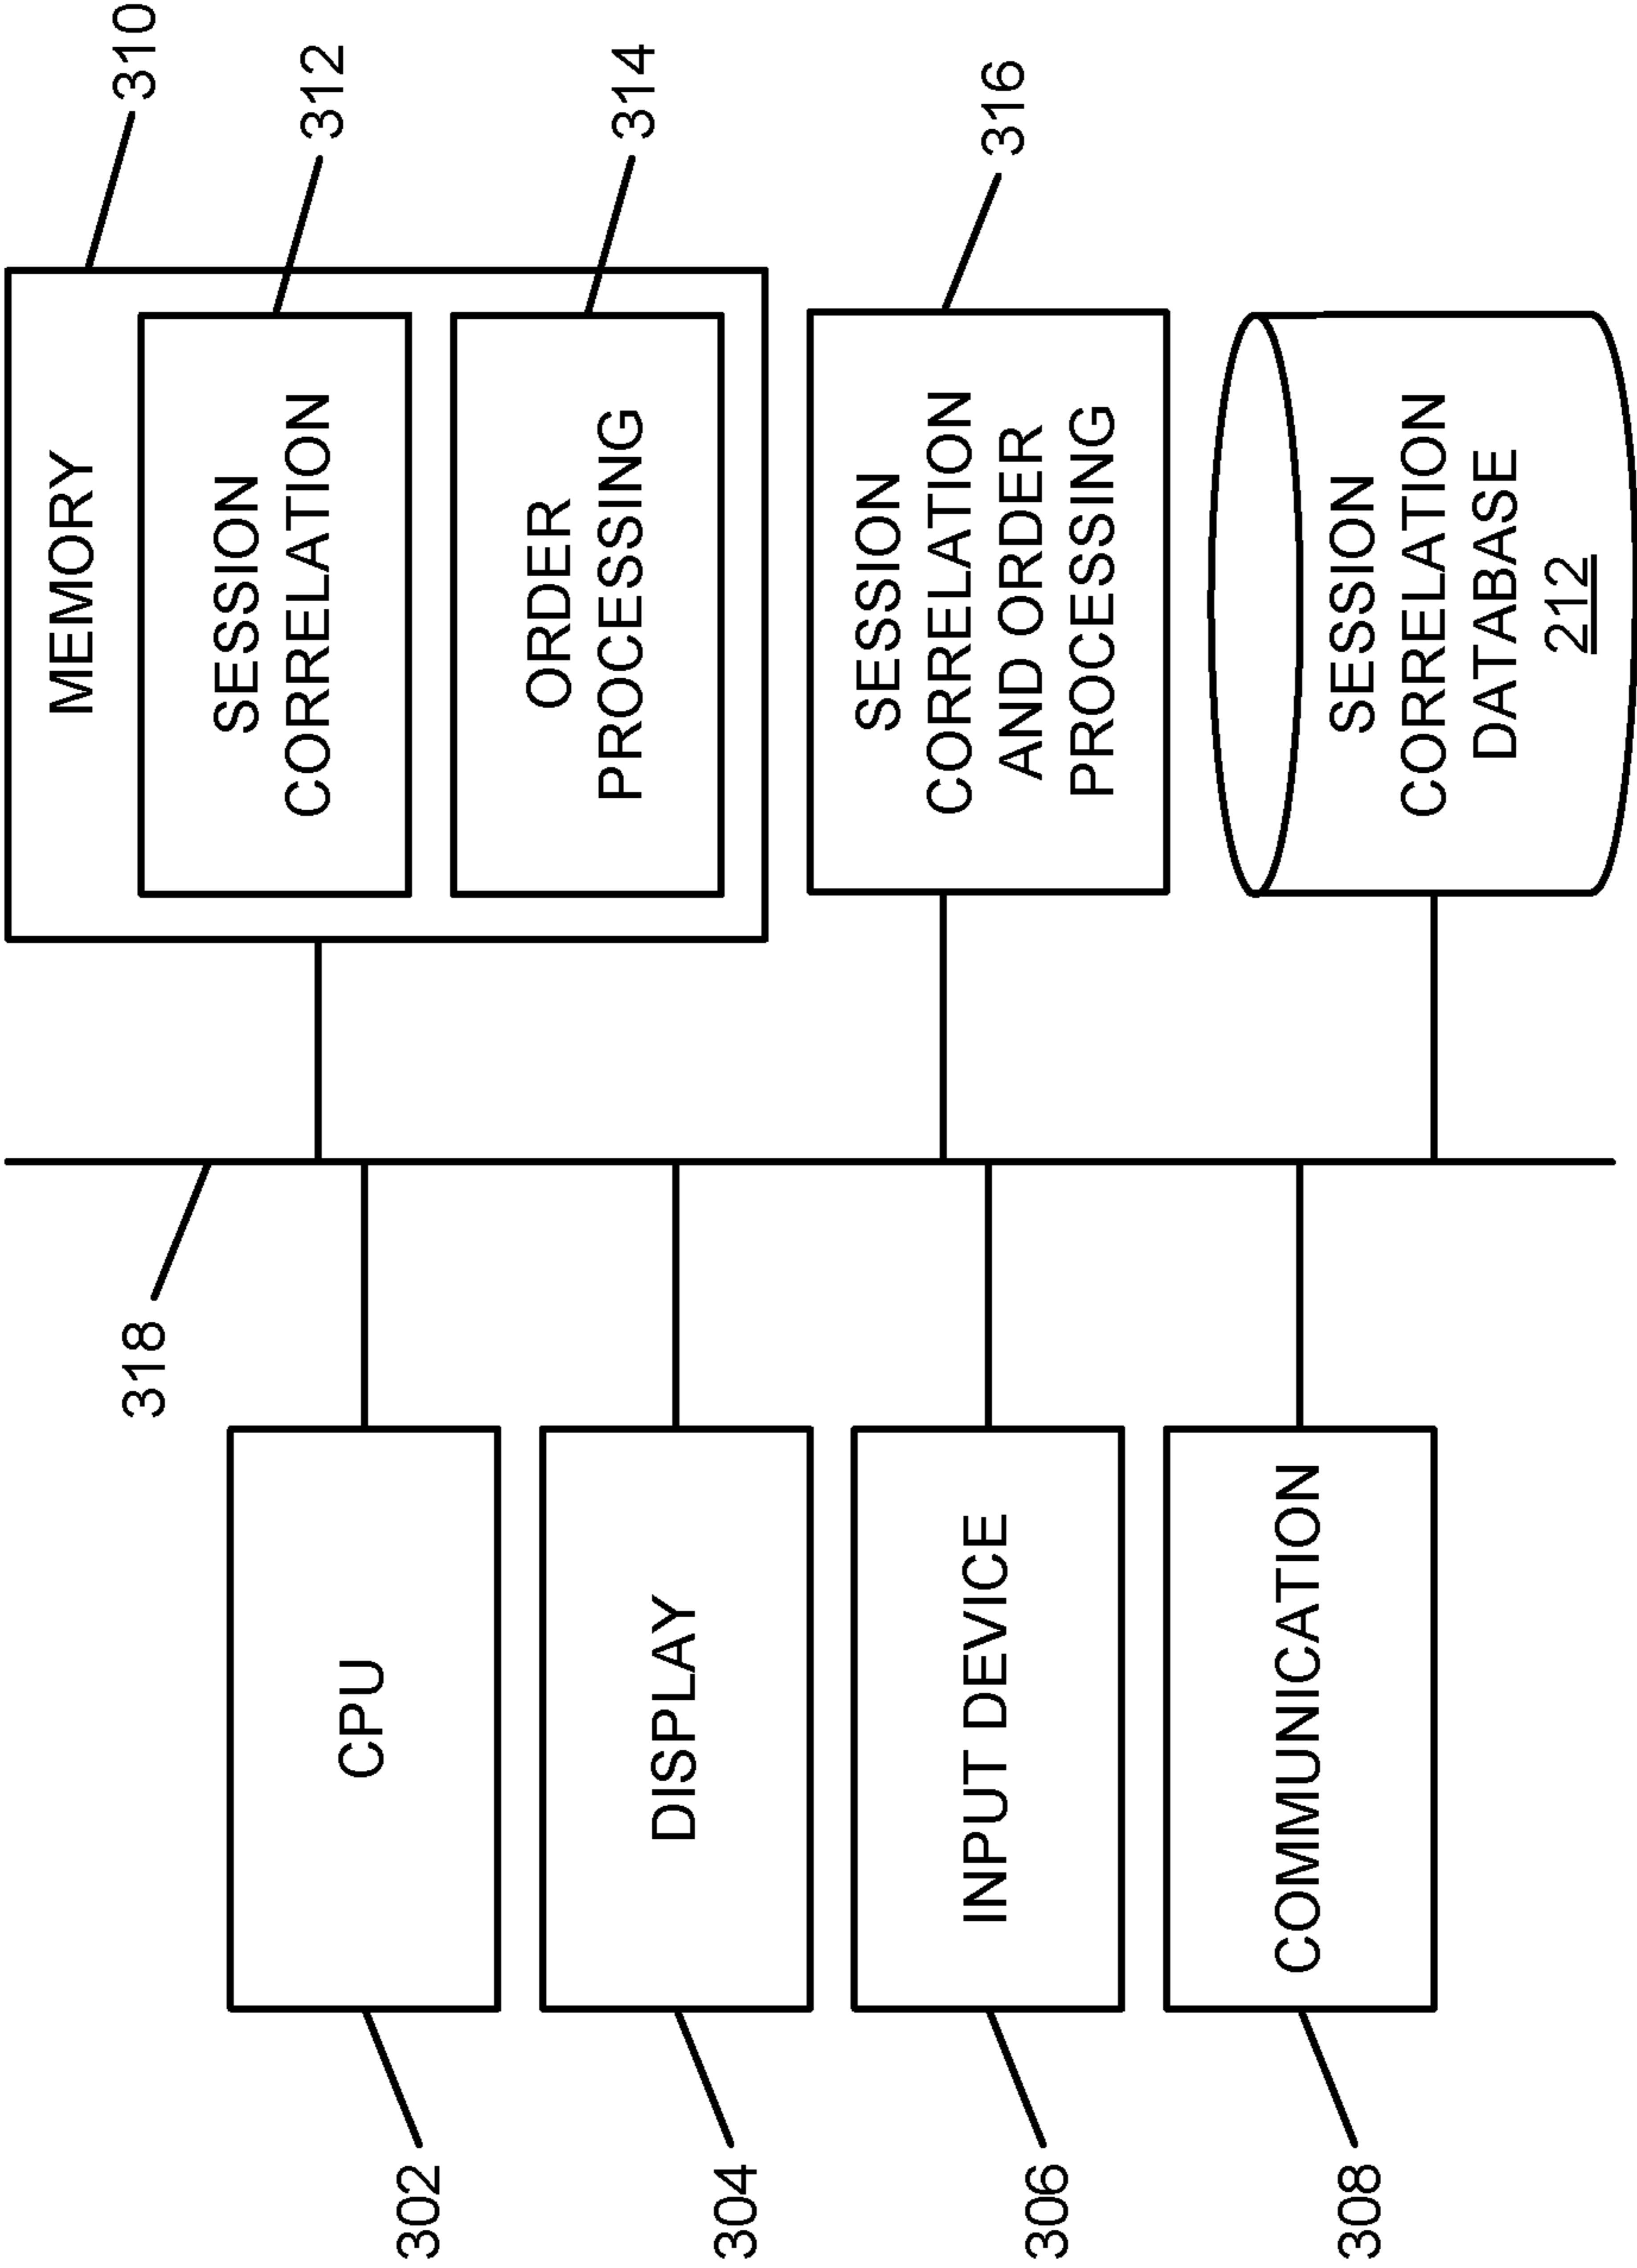 310
MEMORY
312
SESSION
CORRELATION
314
ORDER
PROCESSING
316
SESSION
CORRELATION
AND ORDER
PROCESSING
SESSION
CORRELATION
DATABASE
212
318
CPU
302
DISPLAY
304
INPUT DEVICE
306
COMMUNICATION
308